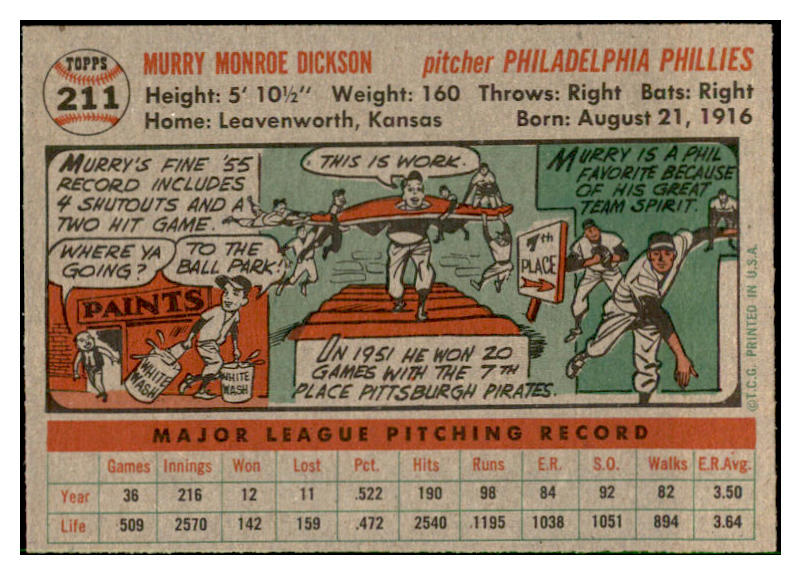 TOPPS
211
MURRY MONROE DICKSON
pitcher PHILADELPHIA PHILLIES
Height: 5' 10½" Weight: 160 Throws: Right Bats: Right
Home: Leavenworth, Kansas
Born: August 21, 1916
MURRY'S FINE '55
RECORD INCLUDES
4 SHUTOUTS AND A
TWO HIT GAME.
WHERE YA
GOING?
TO THE
BALL PARK!
PAINTS
WHITE
WASH
WHITE
WASH
THIS IS WORK.
7th
PLACE
ON 1951 HE WON 20
GAMES WITH THE 7TH
PLACE PITTSBURGH PIRATES.
MURRY IS A PHIL
FAVORITE BECAUSE
OF HIS GREAT
TEAM SPIRIT.
©T.C.G. PRINTED IN U.S.A.
MAJOR LEAGUE PITCHING RECORD
Games Innings Won Lost Pct. Hits Runs E.R. S.O. Walks E.R.Avg.
Year 36 216 12 11 .522 190 98 84 92 82 3.50
Life 509 2570 142 159 .472 2540 .1195 1038 1051 894 3.64